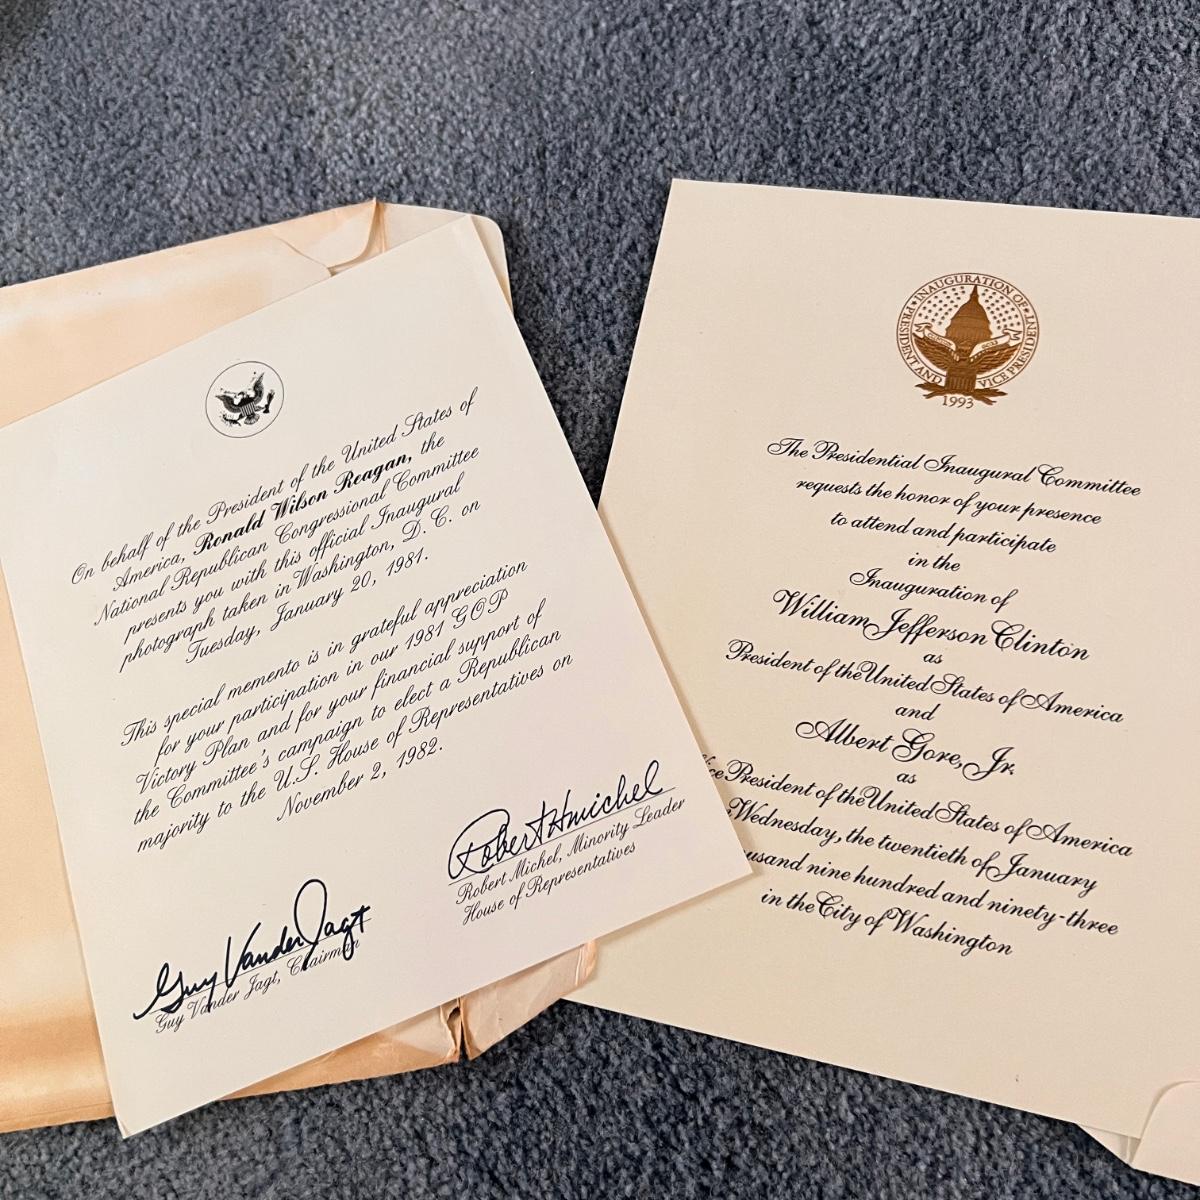 On behalf of the President of the United States of
America, Ronald Wilson Reagan, the
National Republican Congressional Committee
presents you with this official Inaugural
photograph taken in Washington, D. C. on
Tuesday, January 20, 1981.
This special memento is in grateful appreciation
for your participation in our 1981 GOP
Victory Plan and for your financial support of
the Committee's campaign to elect a Republican
majority to the U.S. House of Representatives on
November 2, 1982.
Guy Vander Jagt
Guy Vander Jagt, Chairman
Robert H Michel
Robert Michel, Minority Leader
House of Representatives
INAUGURATION OF
PRESIDENT AND VICE PRESIDENT
CLINTON GORE
1993
The Presidential Inaugural Committee
requests the honor of your presence
to attend and participate
in the
Inauguration of
William Jefferson Clinton
as
President of the United States of America
and
Albert Gore, Jr.
as
ice President of the United States of America
Wednesday, the twentieth of January
usand nine hundred and ninety-three
in the City of Washington